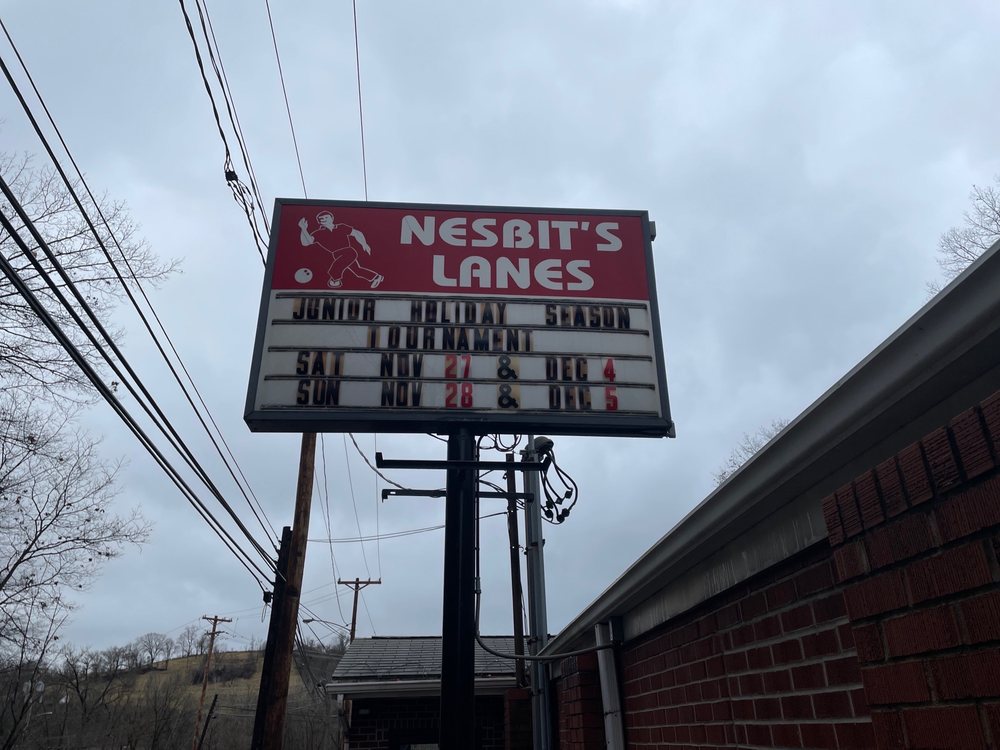 NESBIT'S
LANES
JUNIOR HOLIDAY SEASON
TOURNAMENT
SAT NOV 27 & DEC 4
SUN NOV 28 & DEC 5